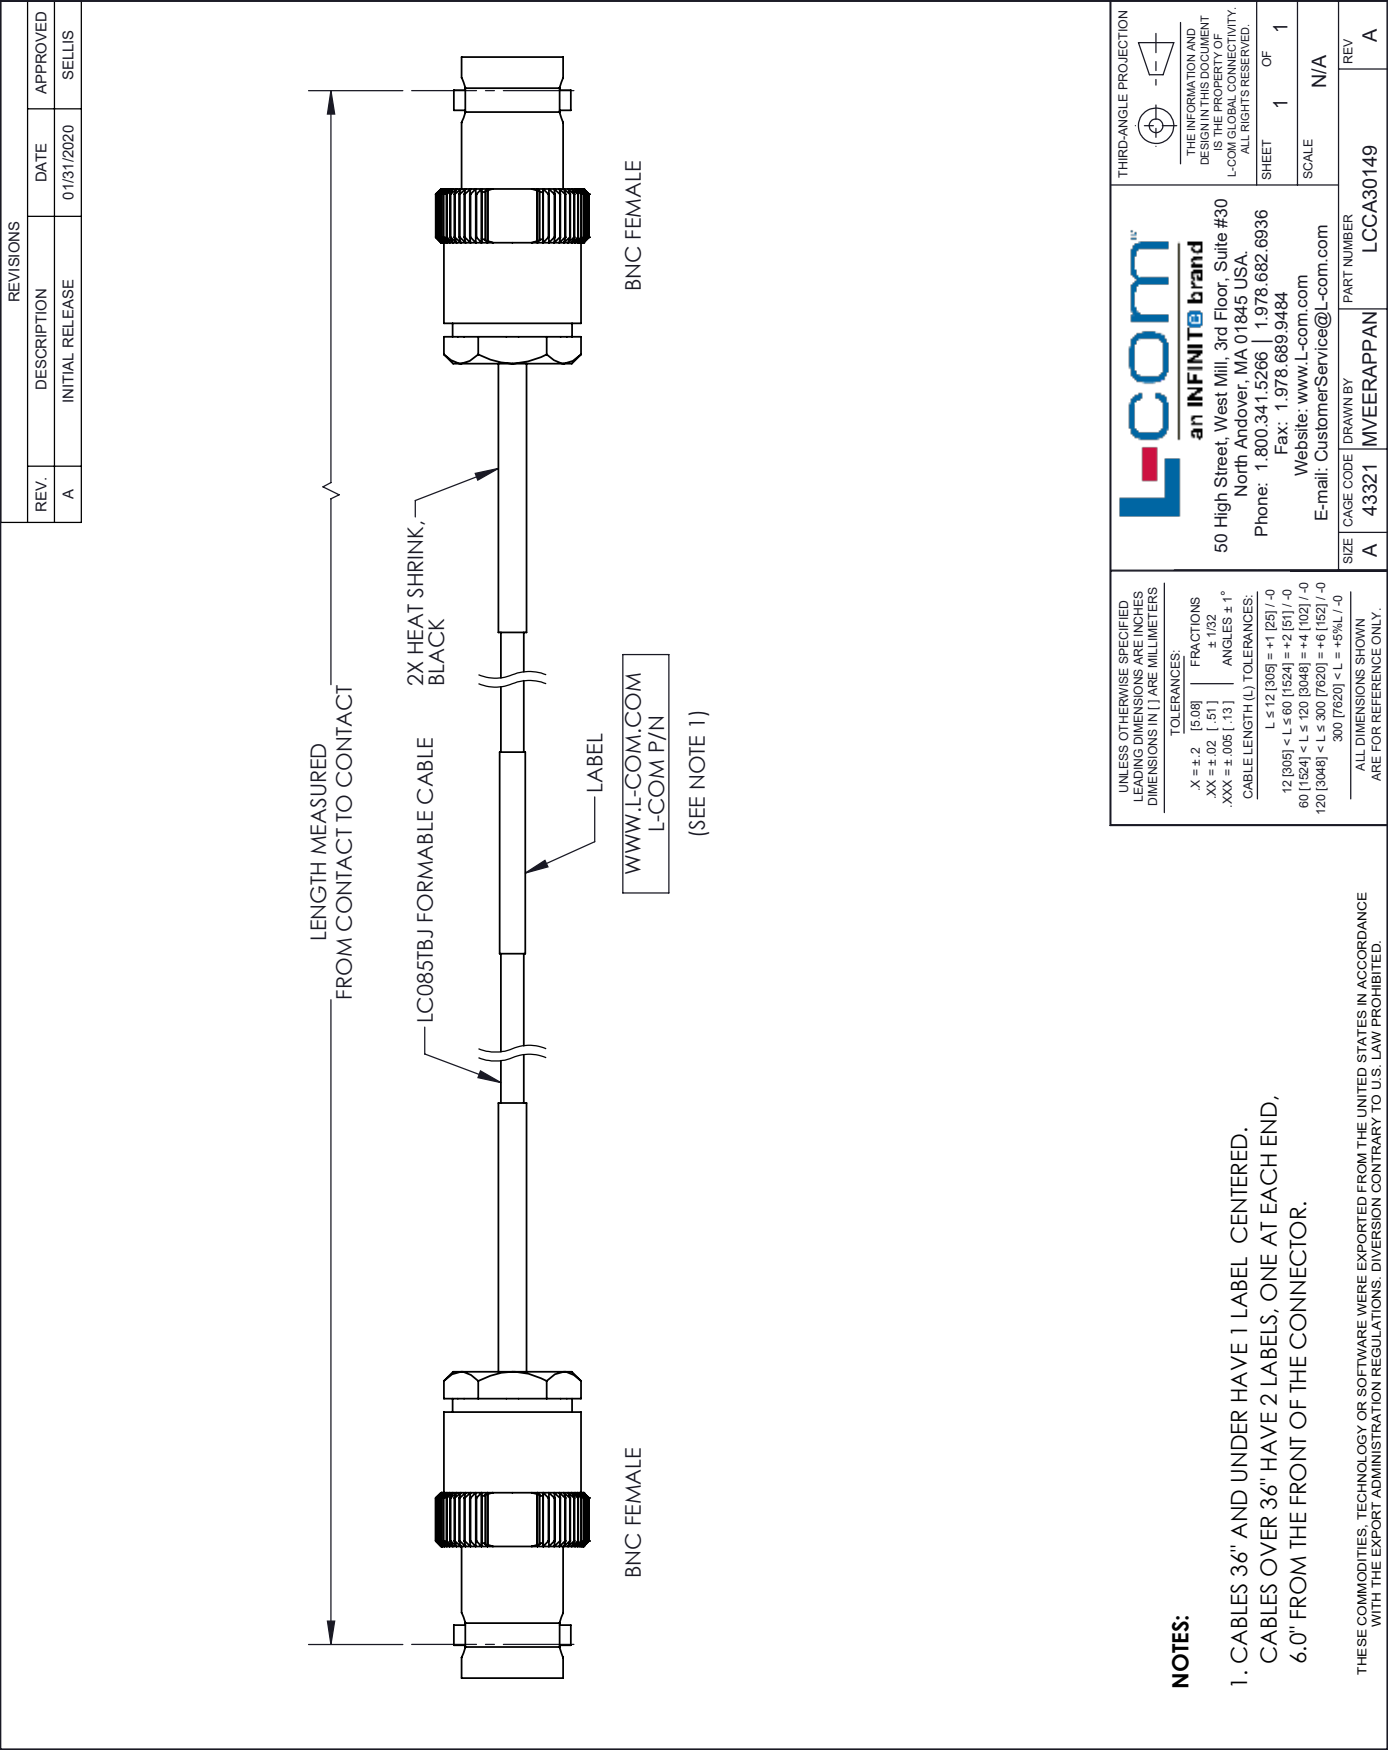 REVISIONS
REV. DESCRIPTION DATE APPROVED
A INITIAL RELEASE 01/31/2020 SELLIS
LENGTH MEASURED
FROM CONTACT TO CONTACT
LC085TBJ FORMABLE CABLE
2X HEAT SHRINK,
BLACK
BNC FEMALE
BNC FEMALE
LABEL
WWW.L-COM.COM
L-COM P/N
(SEE NOTE 1)
NOTES:
1. CABLES 36" AND UNDER HAVE 1 LABEL CENTERED.
CABLES OVER 36" HAVE 2 LABELS, ONE AT EACH END,
6.0" FROM THE FRONT OF THE CONNECTOR.
THESE COMMODITIES, TECHNOLOGY OR SOFTWARE WERE EXPORTED FROM THE UNITED STATES IN ACCORDANCE
WITH THE EXPORT ADMINISTRATION REGULATIONS. DIVERSION CONTRARY TO U.S. LAW PROHIBITED.
UNLESS OTHERWISE SPECIFIED
LEADING DIMENSIONS ARE INCHES
DIMENSIONS IN [ ] ARE MILLIMETERS
TOLERANCES:
.X = ± .2 [5.08] FRACTIONS
.XX = ± .02 [ .51 ] ± 1/32
.XXX = ± .005 [ .13 ] ANGLES ± 1°
CABLE LENGTH (L) TOLERANCES:
L ≤ 12 [305] = +1 [25] / -0
12 [305] < L ≤ 60 [1524] = +2 [51] / -0
60 [1524] < L ≤ 120 [3048] = +4 [102] / -0
120 [3048] < L ≤ 300 [7620] = +6 [152] / -0
300 [7620] < L = +5%L / -0
ALL DIMENSIONS SHOWN
ARE FOR REFERENCE ONLY.
L-com
an INFINITe brand
50 High Street, West Mill, 3rd Floor, Suite #30
North Andover, MA 01845 USA.
Phone: 1.800.341.5266 | 1.978.682.6936
Fax: 1.978.689.9484
Website: www.L-com.com
E-mail: CustomerService@L-com.com
THIRD-ANGLE PROJECTION
THE INFORMATION AND
DESIGN IN THIS DOCUMENT
IS THE PROPERTY OF
L-COM GLOBAL CONNECTIVITY.
ALL RIGHTS RESERVED.
SHEET 1 OF 1
SCALE N/A
SIZE A
CAGE CODE 43321
DRAWN BY MVEERAPPAN
PART NUMBER LCCA30149
REV A